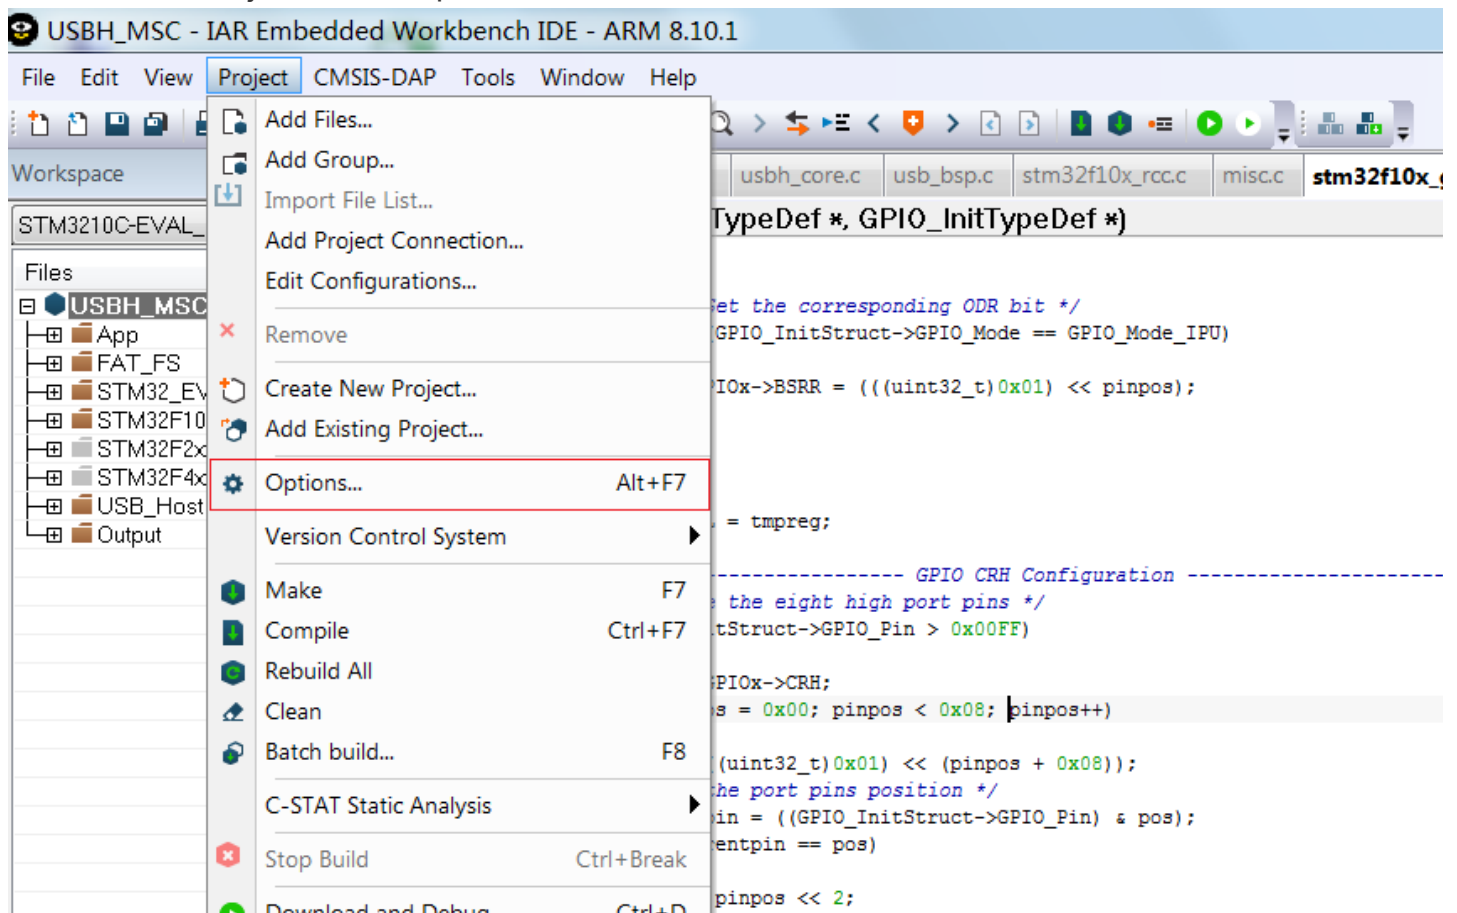 USBH_MSC - IAR Embedded Workbench IDE - ARM 8.10.1
File Edit View Project CMSIS-DAP Tools Window Help
Workspace
usbh_core.c usb_bsp.c stm32f10x_rcc.c misc.c stm32f10x_
STM3210C-EVAL_
TypeDef *, GPIO_InitTypeDef *)
Files
USBH_MSC
App
FAT_FS
STM32_EV
STM32F10
STM32F2x
STM32F4x
USB_Host
Output
Add Files...
Add Group...
Import File List...
Add Project Connection...
Edit Configurations...
Remove
Create New Project...
Add Existing Project...
Options... Alt+F7
Version Control System
Make F7
Compile Ctrl+F7
Rebuild All
Clean
Batch build... F8
C-STAT Static Analysis
Stop Build Ctrl+Break
Download and Debug Ctrl+D
et the corresponding ODR bit */
GPIO_InitStruct->GPIO_Mode == GPIO_Mode_IPU)
IOx->BSRR = (((uint32_t)0x01) << pinpos);
= tmpreg;
---------------- GPIO CRH Configuration ----------------------
the eight high port pins */
tStruct->GPIO_Pin > 0x00FF)
PIOx->CRH;
s = 0x00; pinpos < 0x08; pinpos++)
(uint32_t)0x01) << (pinpos + 0x08));
he port pins position */
in = ((GPIO_InitStruct->GPIO_Pin) & pos);
entpin == pos)
pinpos << 2;